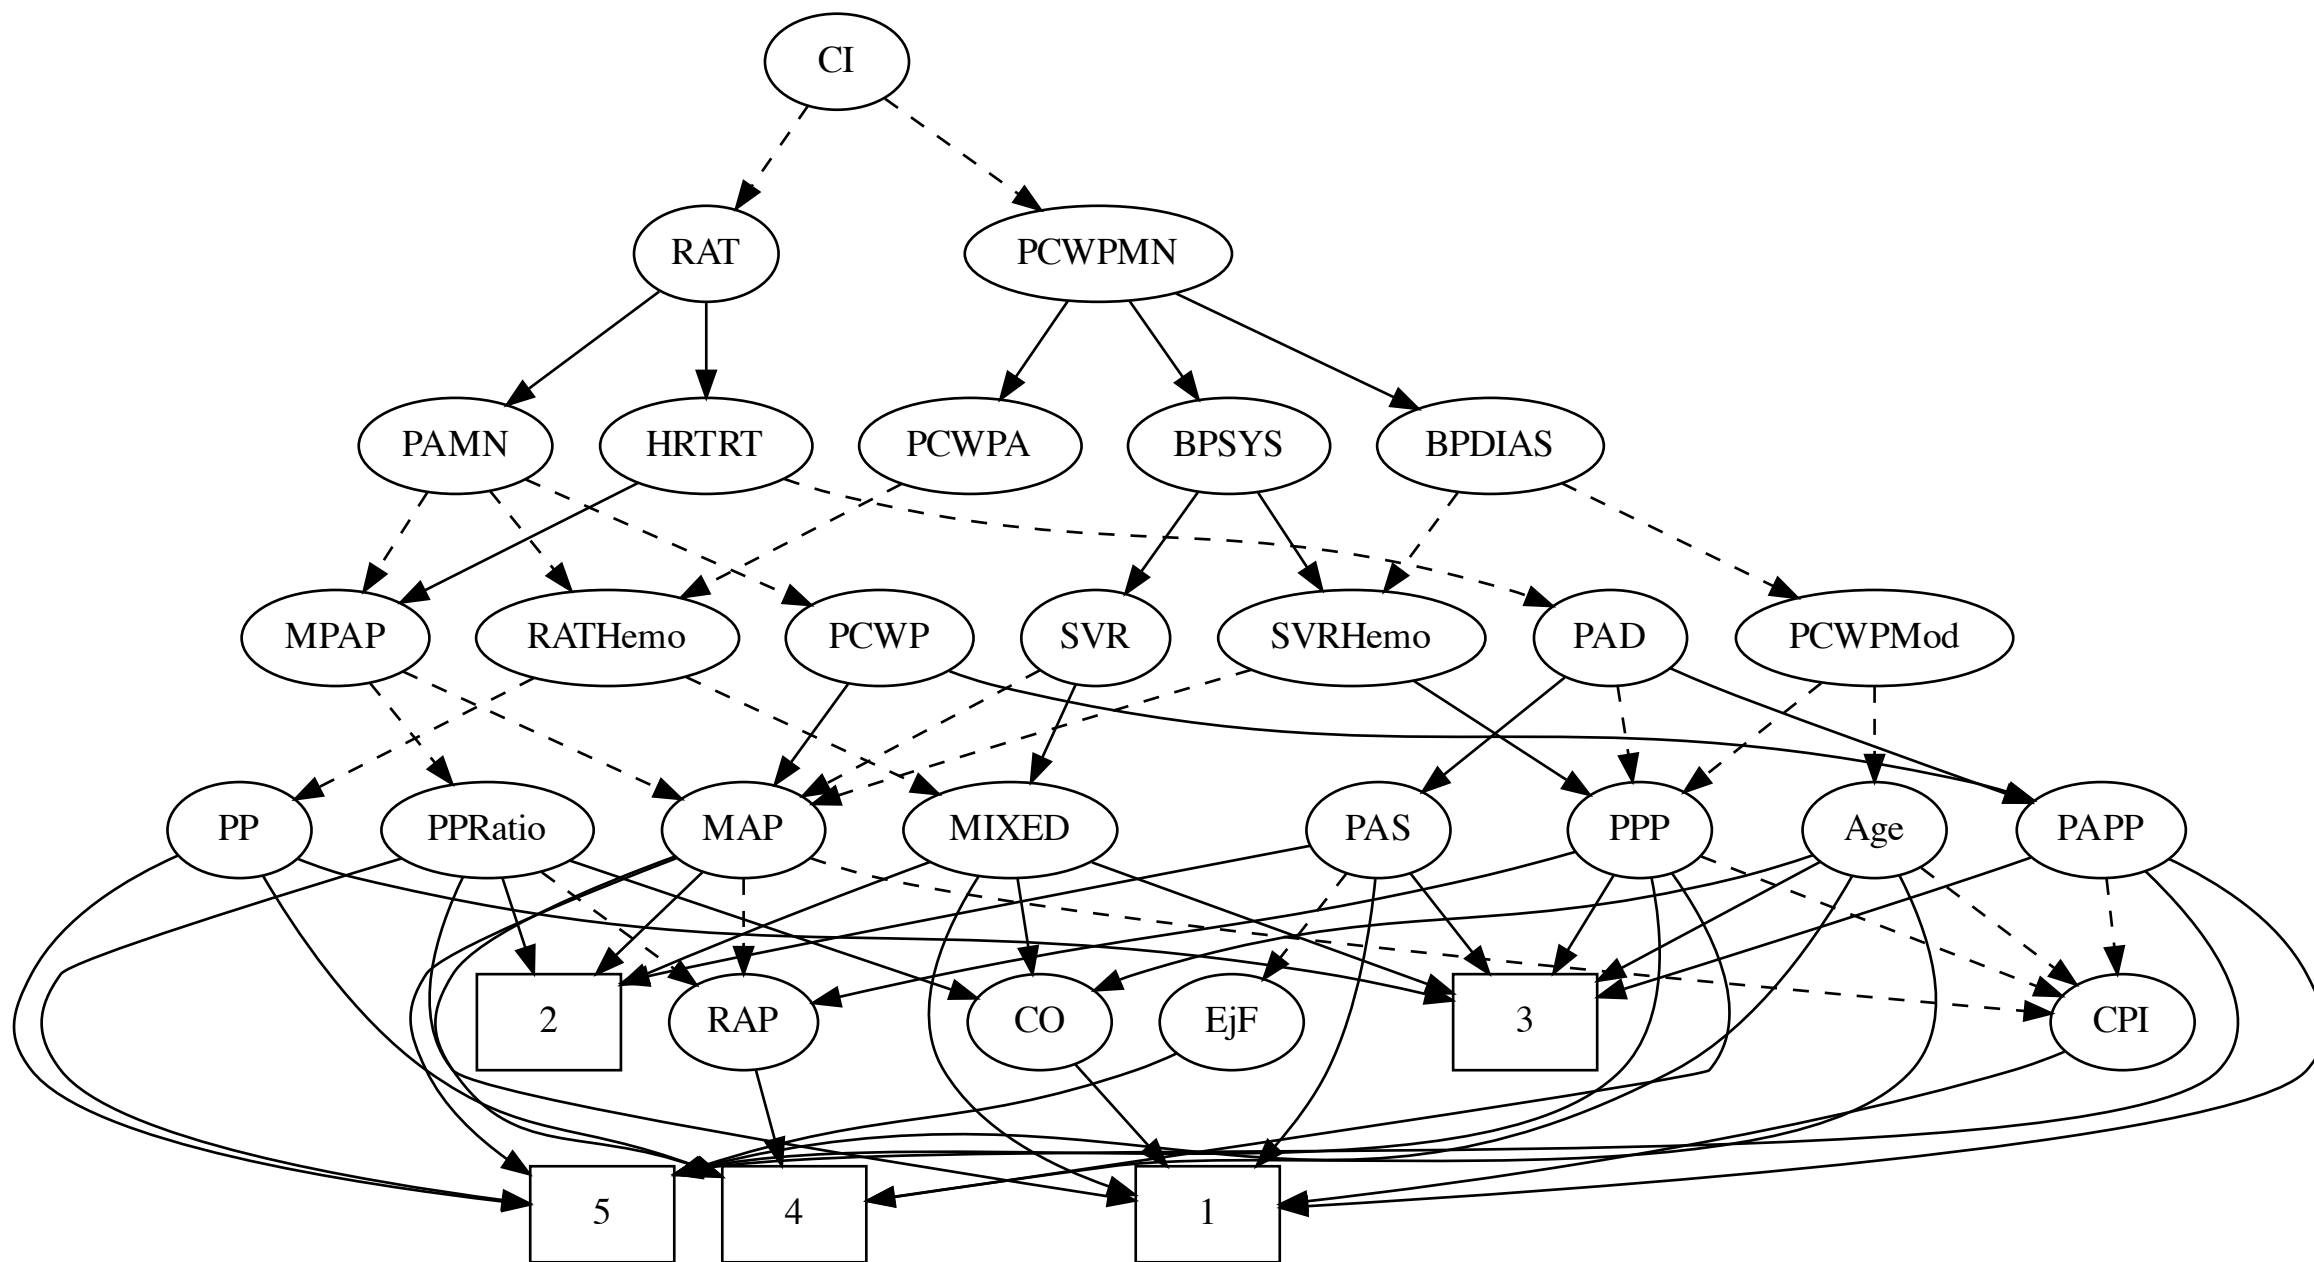 CI
RAT
PCWPMN
PAMN
HRTRT
PCWPA
BPSYS
BPDIAS
MPAP
RATHemo
PCWP
SVR
SVRHemo
PAD
PCWPMod
PP
PPRatio
MAP
MIXED
PAS
PPP
Age
PAPP
2
RAP
CO
EjF
3
CPI
5
4
1